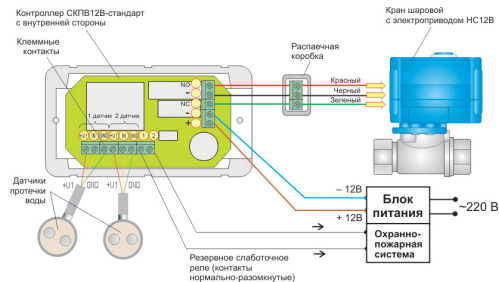 Контроллер СКПВ12В-стандарт
с внутренней стороны
Кран шаровой
с электроприводом НС12В
Клеммные
контакты
Распаечная
коробка
NO
–
NC
–
+
Красный
Черный
Зеленый
1 датчик 2 датчик
+U1 IN GND +U1 IN GND 1 2
Датчики
протечки
воды
+U1 GND +U1 GND
– 12В
+ 12В
Блок
питания
~220 В
Охранно-
пожарная
система
Резервное слаботочное
реле (контакты
нормально-разомкнутые)